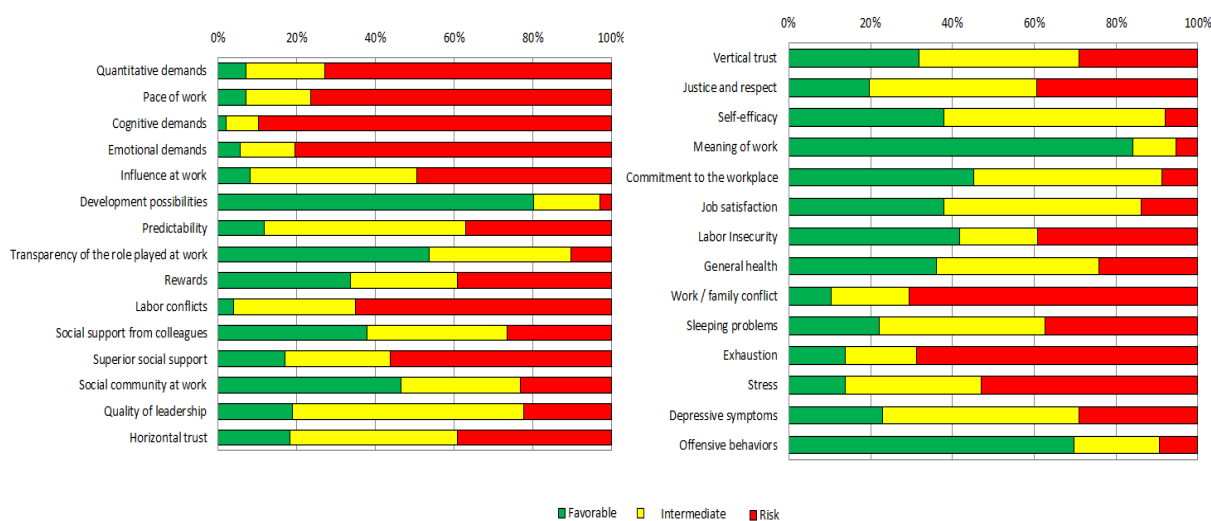 0% 20% 40% 60% 80% 100%
Quantitative demands
Pace of work
Cognitive demands
Emotional demands
Influence at work
Development possibilities
Predictability
Transparency of the role played at work
Rewards
Labor conflicts
Social support from colleagues
Superior social support
Social community at work
Quality of leadership
Horizontal trust
0% 20% 40% 60% 80% 100%
Vertical trust
Justice and respect
Self-efficacy
Meaning of work
Commitment to the workplace
Job satisfaction
Labor Insecurity
General health
Work / family conflict
Sleeping problems
Exhaustion
Stress
Depressive symptoms
Offensive behaviors
Favorable Intermediate Risk